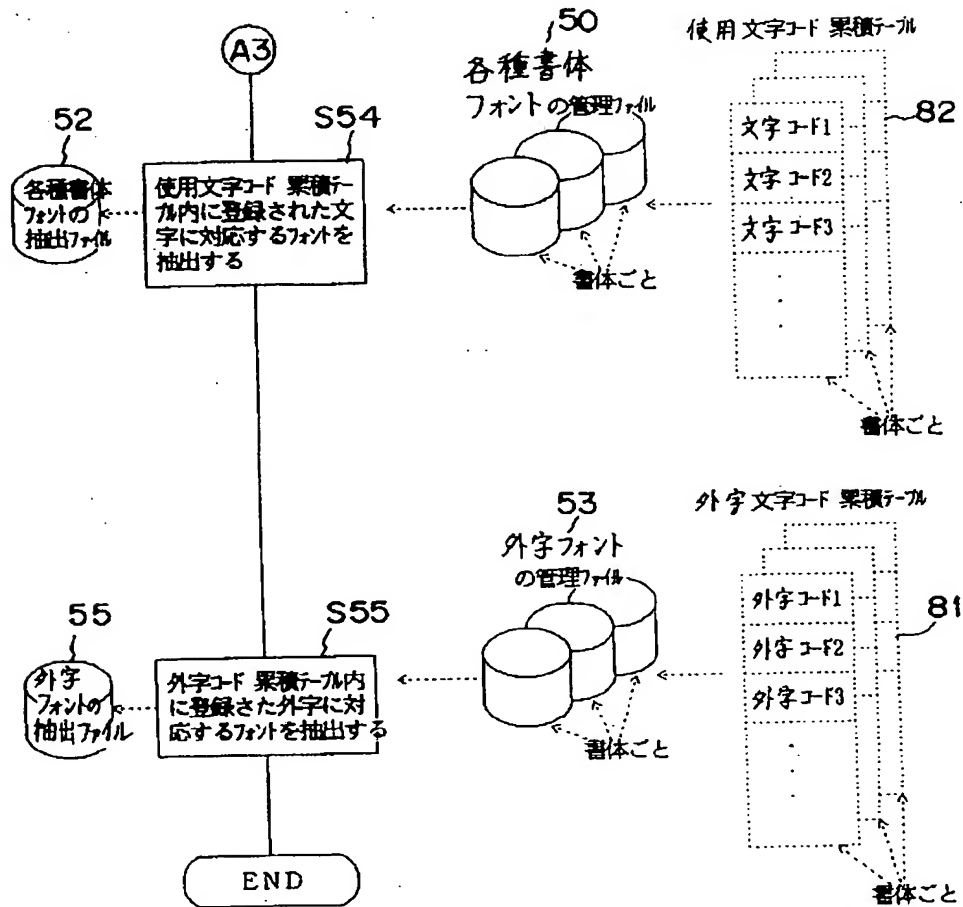 50
使用文字コード 累積テーブル
A3
各種書体
フォントの管理ファイル
82
52
S54
文字コード1
各種書体
フォントの
抽出ファイル
使用文字コード 累積テー
ブル内に登録された文
字に対応するフォントを
抽出する
文字コード2
文字コード3
書体ごと
書体ごと
53
外字文字コード 累積テーブル
外字フォント
の管理ファイル
81
55
S55
外字コード1
外字
フォントの
抽出ファイル
外字コード 累積テーブル内
に登録さた外字に対
応するフォントを抽出する
外字コード2
外字コード3
書体ごと
END
書体ごと